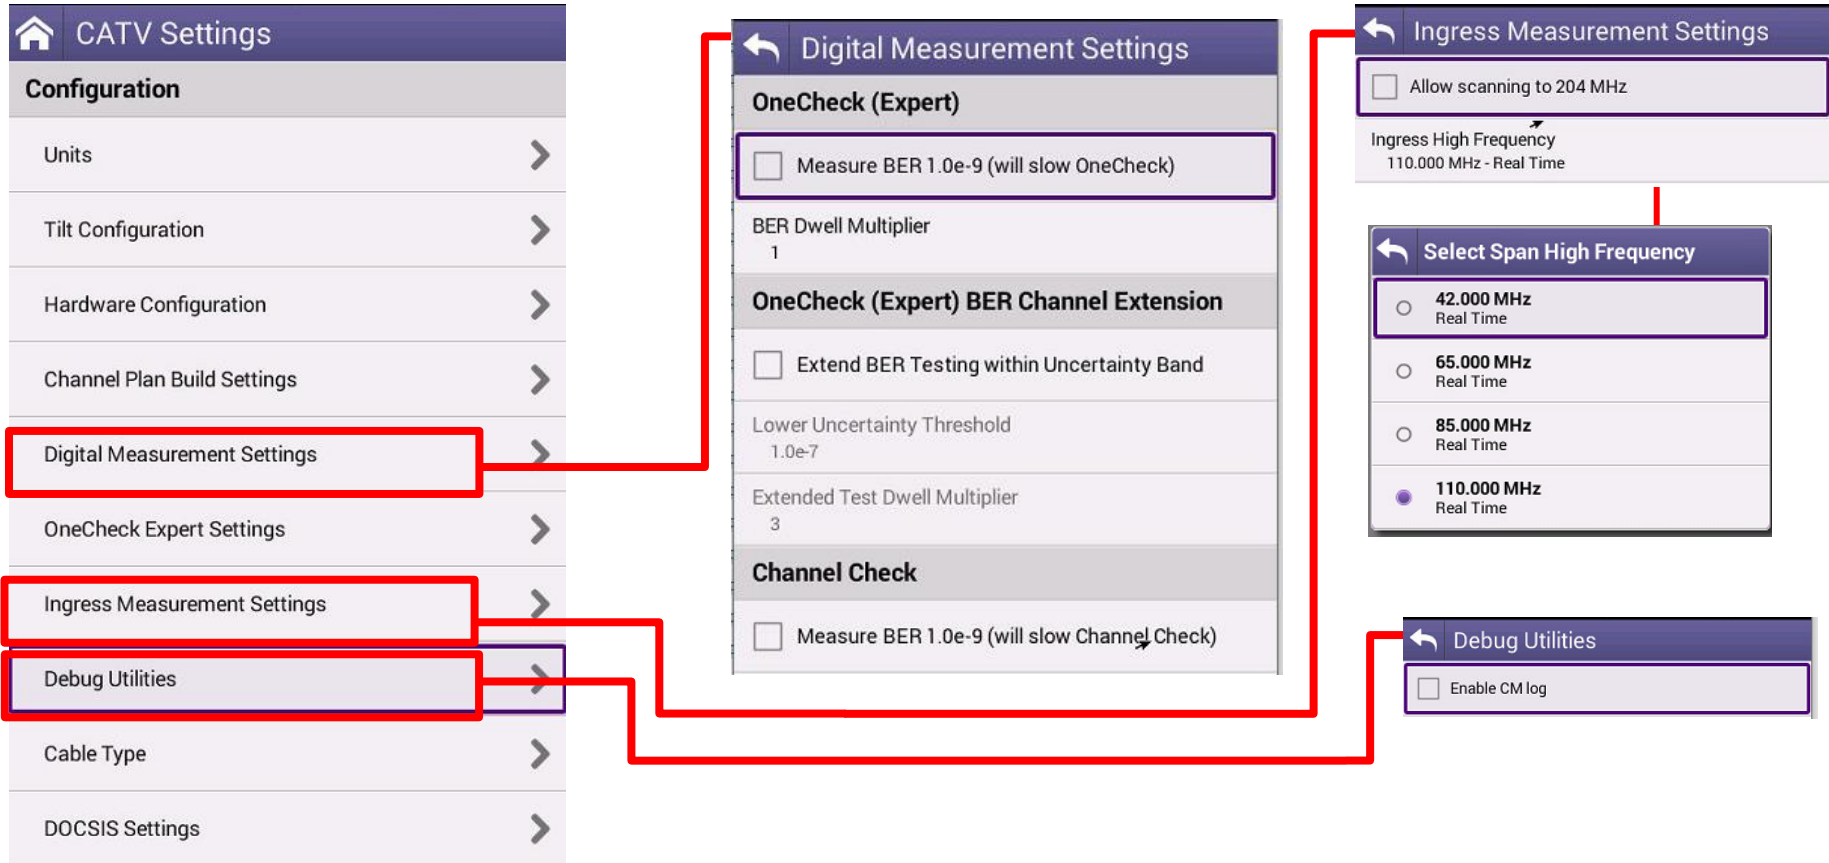 CATV Settings
Configuration
Units
Tilt Configuration
Hardware Configuration
Channel Plan Build Settings
Digital Measurement Settings
OneCheck Expert Settings
Ingress Measurement Settings
Debug Utilities
Cable Type
DOCSIS Settings
Digital Measurement Settings
OneCheck (Expert)
Measure BER 1.0e-9 (will slow OneCheck)
BER Dwell Multiplier
1
OneCheck (Expert) BER Channel Extension
Extend BER Testing within Uncertainty Band
Lower Uncertainty Threshold
1.0e-7
Extended Test Dwell Multiplier
3
Channel Check
Measure BER 1.0e-9 (will slow Channel Check)
Ingress Measurement Settings
Allow scanning to 204 MHz
Ingress High Frequency
110.000 MHz - Real Time
Select Span High Frequency
42.000 MHz
Real Time
65.000 MHz
Real Time
85.000 MHz
Real Time
110.000 MHz
Real Time
Debug Utilities
Enable CM log